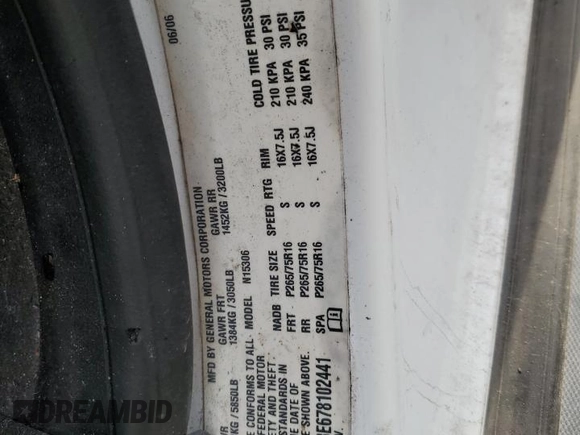 06/06
MFD BY GENERAL MOTORS CORPORATION
GAWR FRT GAWR RR
KG / 5850LB 1384KG / 3050LB 1452KG / 3200LB
CONFORMS TO ALL- MODEL N15306
FEDERAL MOTOR
AND THEFT
STANDARDS IN
DATE OF
SHOWN ABOVE.
E678102441
NADB TIRE SIZE SPEED RTG RIM COLD TIRE PRESSU
FRT P265/75R16 S 16X7.5J 210 KPA 30 PSI
RR P265/75R16 S 16X7.5J 210 KPA 30 PSI
SPA P265/75R16 S 16X7.5J 240 KPA 35 PSI
DREAMBID